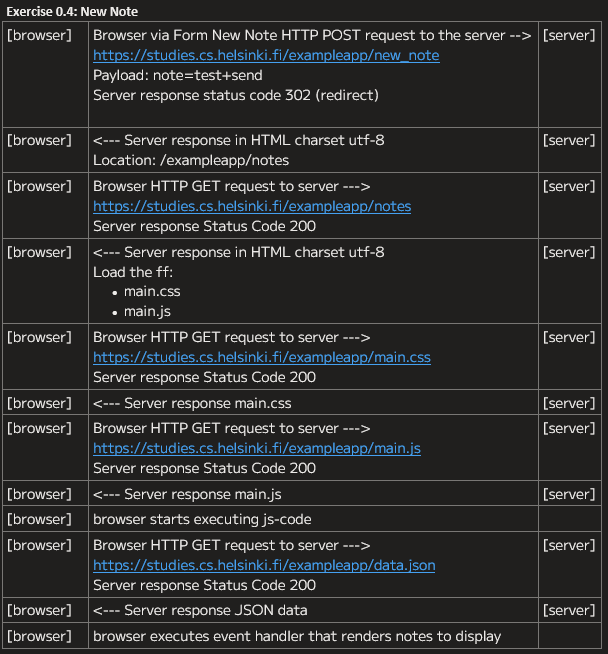 Exercise 0.4: New Note
[browser] Browser via Form New Note HTTP POST request to the server --> [server]
https://studies.cs.helsinki.fi/exampleapp/new_note
Payload: note=test+send
Server response status code 302 (redirect)
[browser] <--- Server response in HTML charset utf-8 [server]
Location: /exampleapp/notes
[browser] Browser HTTP GET request to server ---> [server]
https://studies.cs.helsinki.fi/exampleapp/notes
Server response Status Code 200
[browser] <--- Server response in HTML charset utf-8 [server]
Load the ff:
• main.css
• main.js
[browser] Browser HTTP GET request to server ---> [server]
https://studies.cs.helsinki.fi/exampleapp/main.css
Server response Status Code 200
[browser] <--- Server response main.css [server]
[browser] Browser HTTP GET request to server ---> [server]
https://studies.cs.helsinki.fi/exampleapp/main.js
Server response Status Code 200
[browser] <--- Server response main.js [server]
[browser] browser starts executing js-code
[browser] Browser HTTP GET request to server ---> [server]
https://studies.cs.helsinki.fi/exampleapp/data.json
Server response Status Code 200
[browser] <--- Server response JSON data [server]
[browser] browser executes event handler that renders notes to display